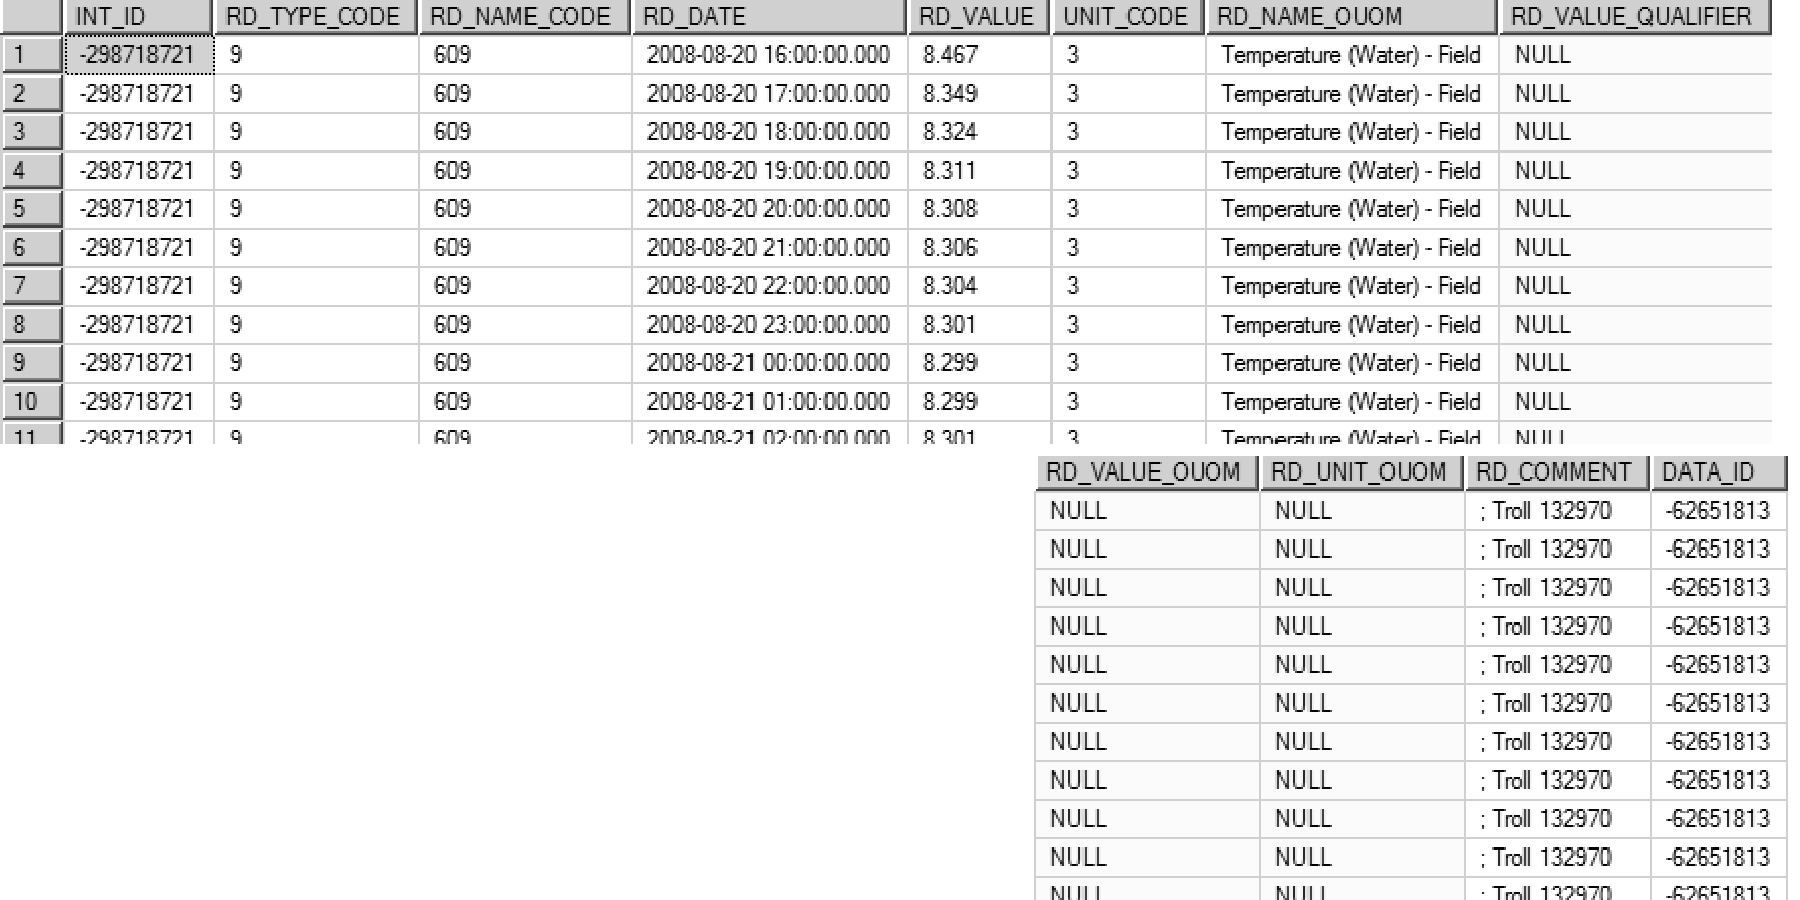 INT_ID RD_TYPE_CODE RD_NAME_CODE RD_DATE RD_VALUE UNIT_CODE RD_NAME_OUOM RD_VALUE_QUALIFIER
1 -298718721 9 609 2008-08-20 16:00:00.000 8.467 3 Temperature (Water) - Field NULL
2 -298718721 9 609 2008-08-20 17:00:00.000 8.349 3 Temperature (Water) - Field NULL
3 -298718721 9 609 2008-08-20 18:00:00.000 8.324 3 Temperature (Water) - Field NULL
4 -298718721 9 609 2008-08-20 19:00:00.000 8.311 3 Temperature (Water) - Field NULL
5 -298718721 9 609 2008-08-20 20:00:00.000 8.308 3 Temperature (Water) - Field NULL
6 -298718721 9 609 2008-08-20 21:00:00.000 8.306 3 Temperature (Water) - Field NULL
7 -298718721 9 609 2008-08-20 22:00:00.000 8.304 3 Temperature (Water) - Field NULL
8 -298718721 9 609 2008-08-20 23:00:00.000 8.301 3 Temperature (Water) - Field NULL
9 -298718721 9 609 2008-08-21 00:00:00.000 8.299 3 Temperature (Water) - Field NULL
10 -298718721 9 609 2008-08-21 01:00:00.000 8.299 3 Temperature (Water) - Field NULL
11 -298718721 9 609 2008-08-21 02:00:00.000 8.301 3 Temperature (Water) - Field NULL
RD_VALUE_OUOM RD_UNIT_OUOM RD_COMMENT DATA_ID
NULL NULL ; Troll 132970 -62651813
NULL NULL ; Troll 132970 -62651813
NULL NULL ; Troll 132970 -62651813
NULL NULL ; Troll 132970 -62651813
NULL NULL ; Troll 132970 -62651813
NULL NULL ; Troll 132970 -62651813
NULL NULL ; Troll 132970 -62651813
NULL NULL ; Troll 132970 -62651813
NULL NULL ; Troll 132970 -62651813
NULL NULL ; Troll 132970 -62651813
NULL NULL ; Troll 132970 -62651813